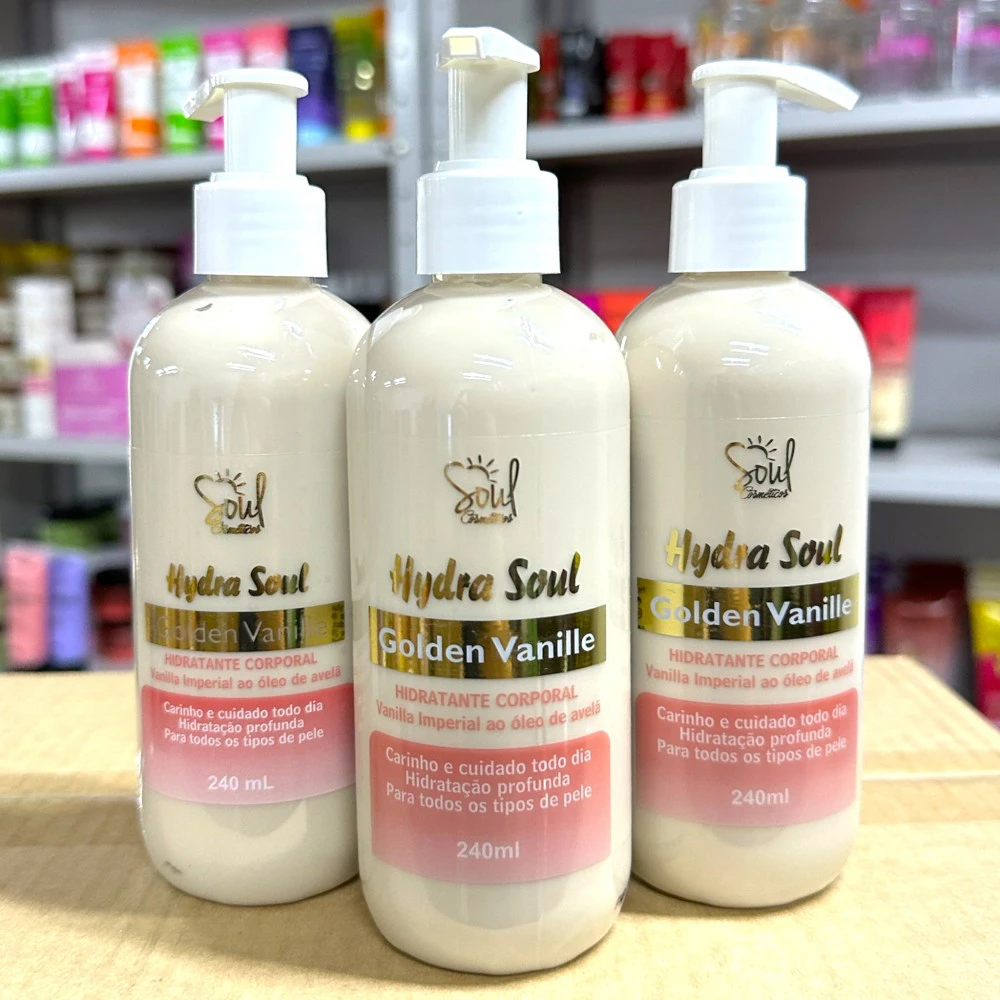 Soul
Cosméticos
Hydra Soul
Golden Vanille
HIDRATANTE CORPORAL
Vanilla Imperial ao óleo de avelã
Carinho e cuidado todo dia
Hidratação profunda
Para todos os tipos de pele
240 mL
Soul
Cosméticos
Hydra Soul
Golden Vanille
HIDRATANTE CORPORAL
Vanilla Imperial ao óleo de avelã
Carinho e cuidado todo dia
Hidratação profunda
Para todos os tipos de pele
240ml
Soul
Cosméticos
Hydra Soul
Golden Vanille
HIDRATANTE CORPORAL
Vanilla Imperial ao óleo de avelã
Carinho e cuidado todo dia
Hidratação profunda
Para todos os tipos de pele
240ml